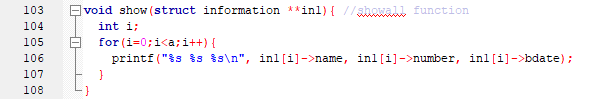 103 void show(struct information **inl){ //showall function
104 int i;
105 for(i=0;i<a;i++){
106 printf("%s %s %s\n", inl[i]->name, inl[i]->number, inl[i]->bdate);
107 }
108 }